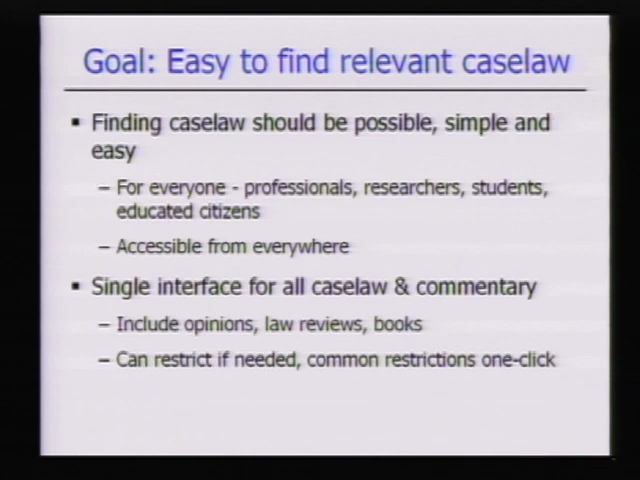 Goal: Easy to find relevant caselaw
▪ Finding caselaw should be possible, simple and
easy
– For everyone - professionals, researchers, students,
educated citizens
– Accessible from everywhere
▪ Single interface for all caselaw & commentary
– Include opinions, law reviews, books
– Can restrict if needed, common restrictions one-click